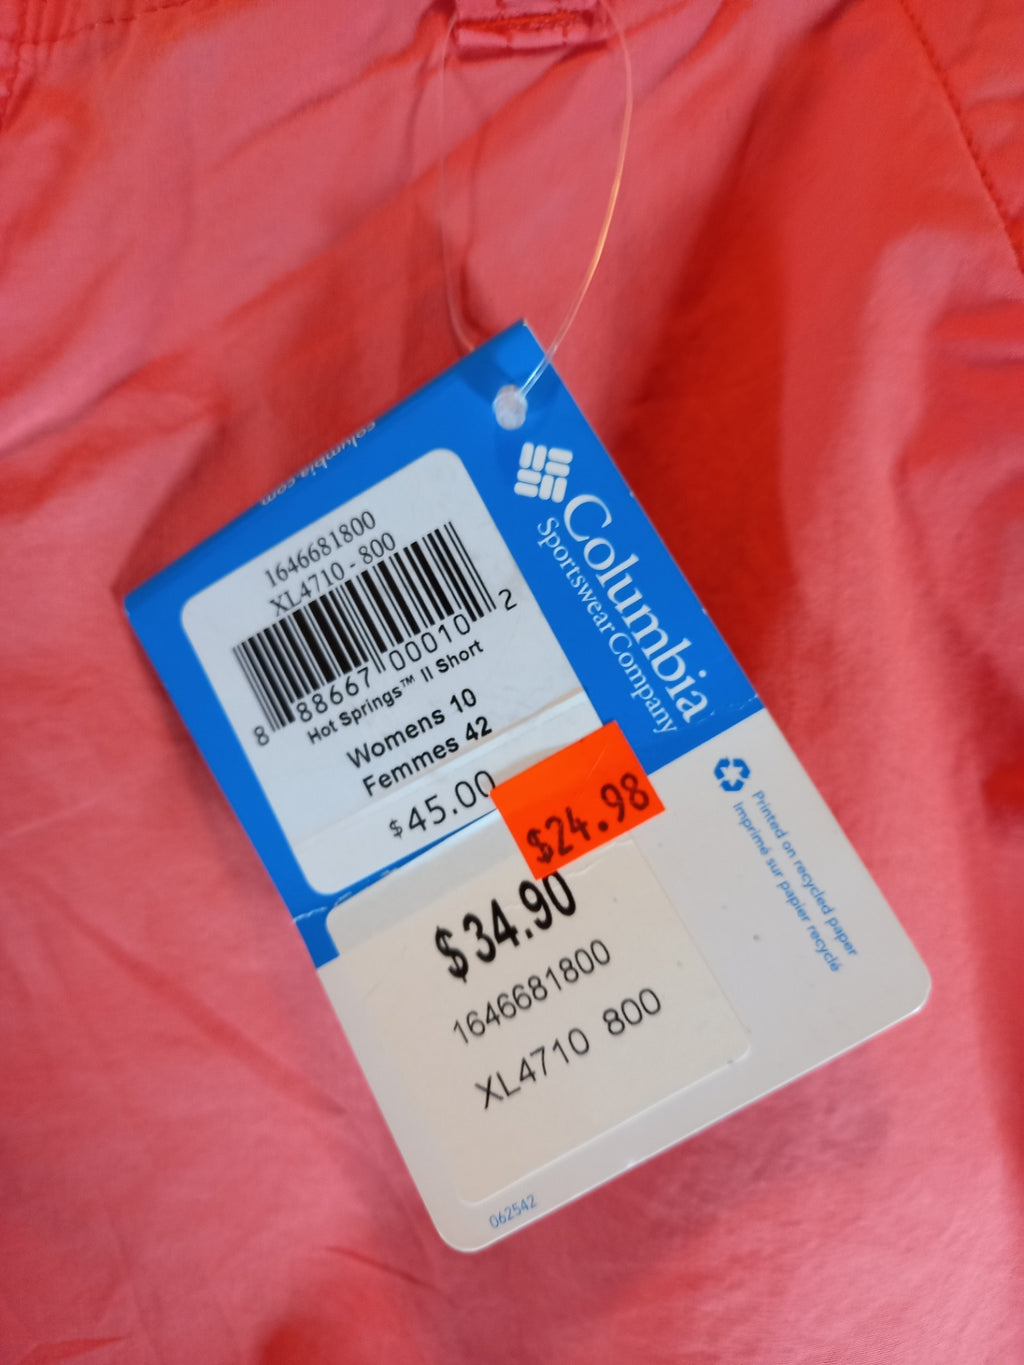 columbia.com
1646681800
XL4710 - 800
8 88667 00010 2
Hot Springs™ II Short
Womens 10
Femmes 42
$45.00
Columbia
Sportswear Company
$24.98
$34.90
1646681800
XL4710 800
Printed on recycled paper
Imprimé sur papier recyclé
062542